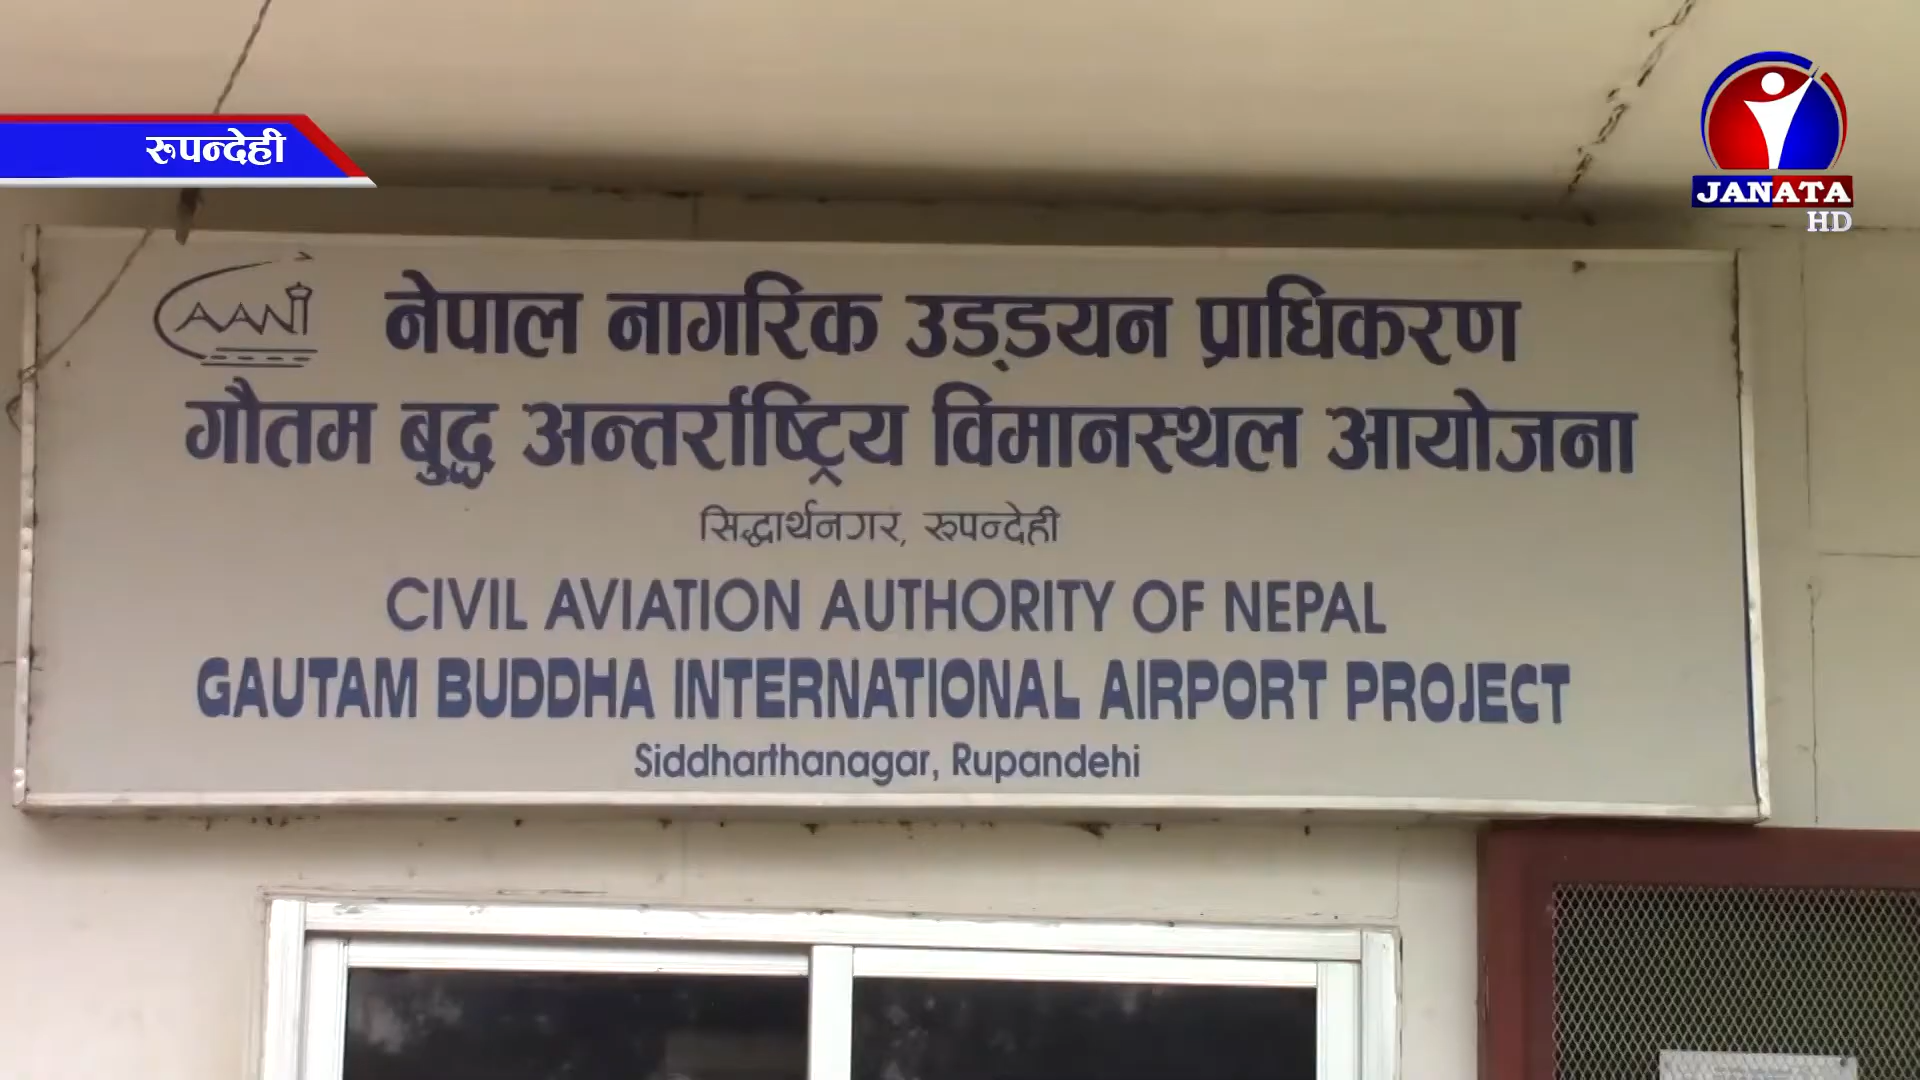 रुपन्देही
JANATA
HD
CAAN
नेपाल नागरिक उड्डयन प्राधिकरण
गौतम बुद्ध अन्तर्राष्ट्रिय विमानस्थल आयोजना
सिद्धार्थनगर, रुपन्देही
CIVIL AVIATION AUTHORITY OF NEPAL
GAUTAM BUDDHA INTERNATIONAL AIRPORT PROJECT
Siddharthanagar, Rupandehi